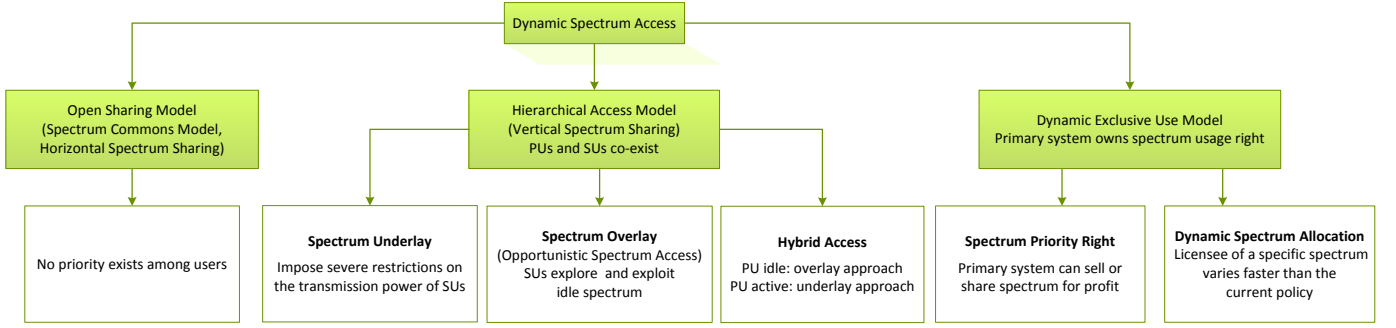 Dynamic Spectrum Access
Open Sharing Model
(Spectrum Commons Model,
Horizontal Spectrum Sharing)
Hierarchical Access Model
(Vertical Spectrum Sharing)
PUs and SUs co-exist
Dynamic Exclusive Use Model
Primary system owns spectrum usage right
No priority exists among users
Spectrum Underlay
Impose severe restrictions on
the transmission power of SUs
Spectrum Overlay
(Opportunistic Spectrum Access)
SUs explore and exploit
idle spectrum
Hybrid Access
PU idle: overlay approach
PU active: underlay approach
Spectrum Priority Right
Primary system can sell or
share spectrum for profit
Dynamic Spectrum Allocation
Licensee of a specific spectrum
varies faster than the
current policy